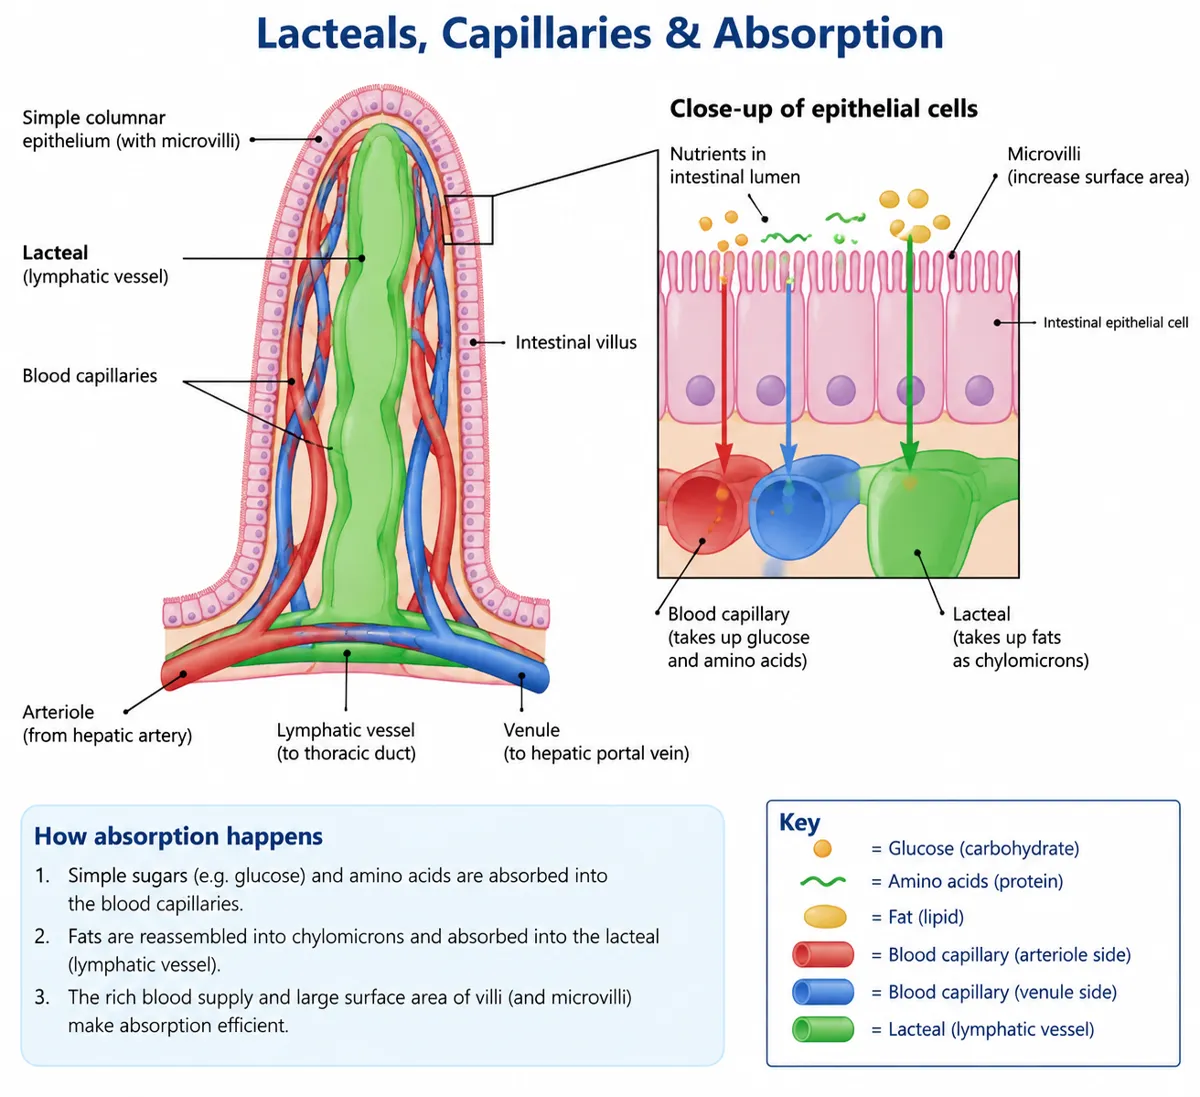 Lacteals, Capillaries & Absorption
Simple columnar
epithelium (with microvilli)
Lacteal
(lymphatic vessel)
Blood capillaries
Intestinal villus
Arteriole
(from hepatic artery)
Lymphatic vessel
(to thoracic duct)
Venule
(to hepatic portal vein)
Close-up of epithelial cells
Nutrients in
intestinal lumen
Microvilli
(increase surface area)
Intestinal epithelial cell
Blood capillary
(takes up glucose
and amino acids)
Lacteal
(takes up fats
as chylomicrons)
How absorption happens
1. Simple sugars (e.g. glucose) and amino acids are absorbed into
the blood capillaries.
2. Fats are reassembled into chylomicrons and absorbed into the lacteal
(lymphatic vessel).
3. The rich blood supply and large surface area of villi (and microvilli)
make absorption efficient.
Key
= Glucose (carbohydrate)
= Amino acids (protein)
= Fat (lipid)
= Blood capillary (arteriole side)
= Blood capillary (venule side)
= Lacteal (lymphatic vessel)